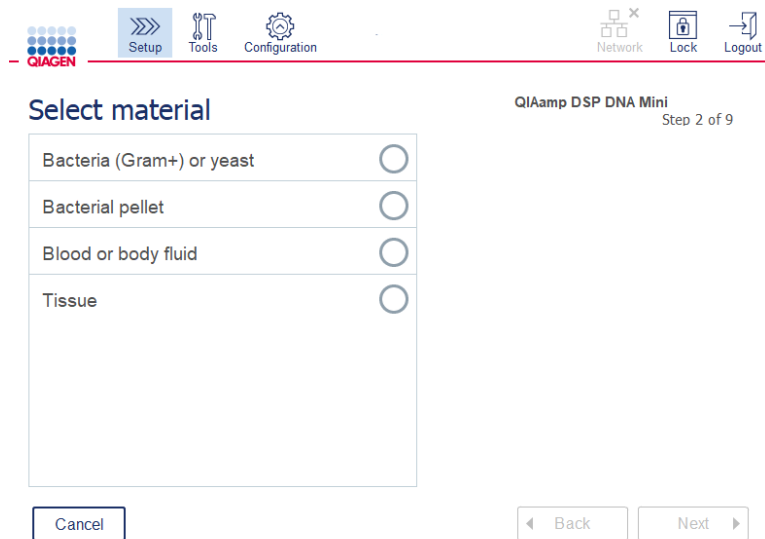 Setup Tools Configuration Network Lock Logout
QIAGEN
Select material
QIAamp DSP DNA Mini
Step 2 of 9
Bacteria (Gram+) or yeast
Bacterial pellet
Blood or body fluid
Tissue
Cancel Back Next